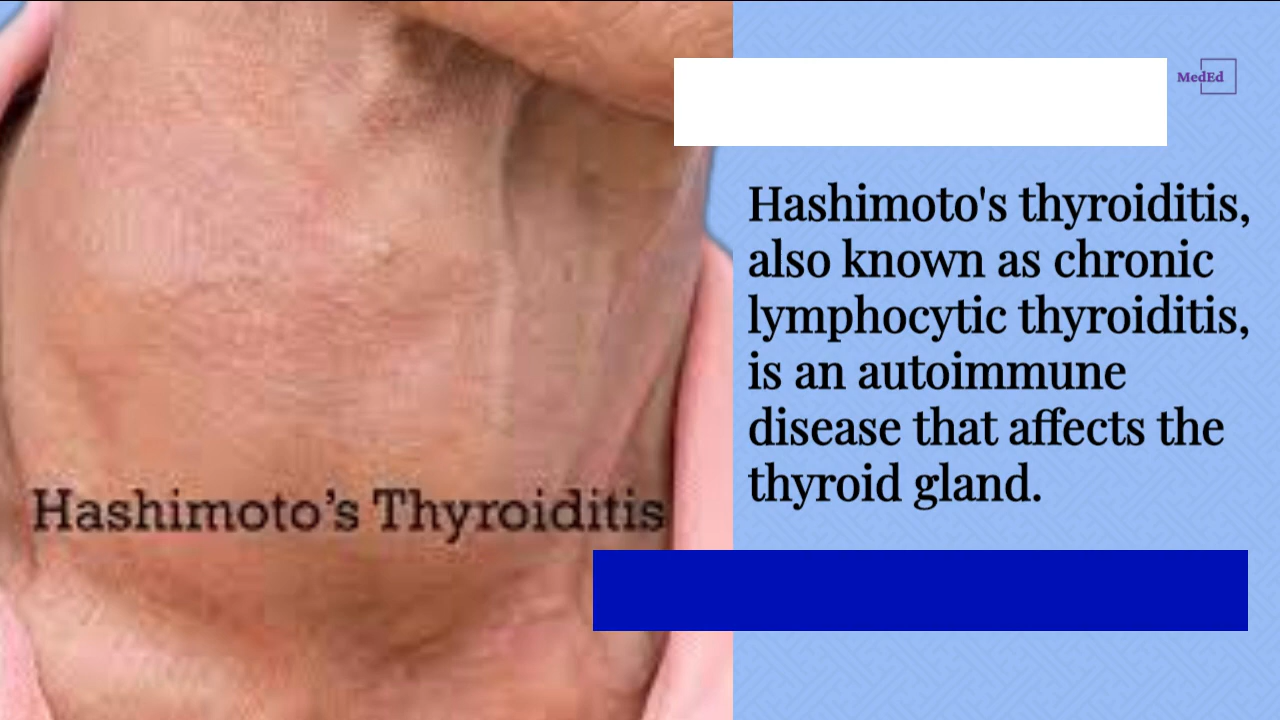 MedEd
Hashimoto's thyroiditis,
also known as chronic
lymphocytic thyroiditis,
is an autoimmune
disease that affects the
thyroid gland.
Hashimoto’s Thyroiditis